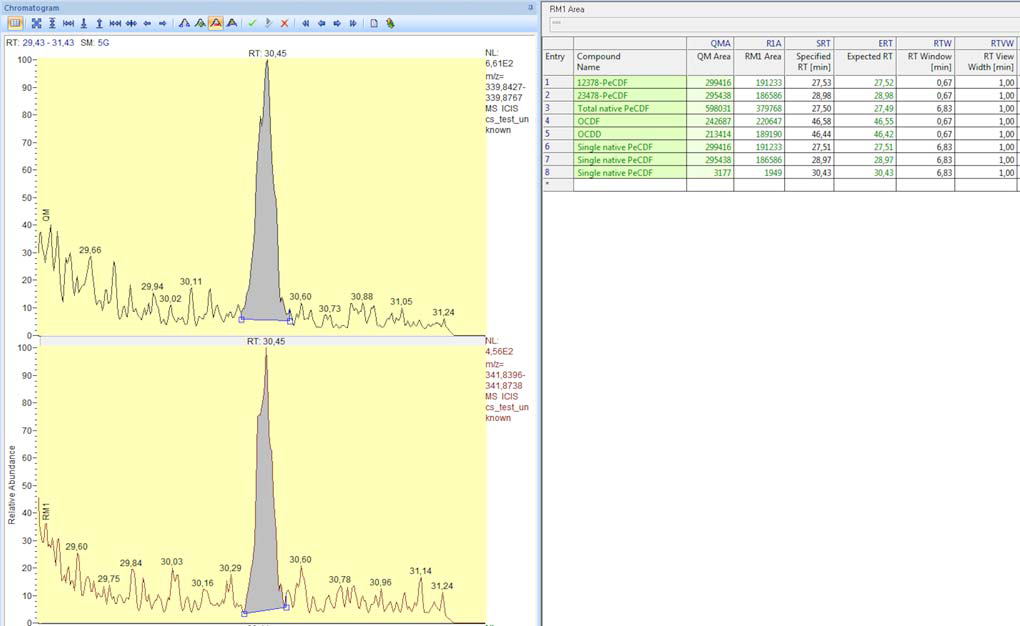 Chromatogram
RT: 29,43 - 31,43 SM: 5G
RT: 30,45
NL:
6,61E2
m/z=
339,8427-
339,8767
MS ICIS
cs_test_un
known
100
90
80
70
60
50
40
30
20
10
0
QM
29,66
29,94
30,02
30,11
30,60
30,73
30,88
31,05
31,24
RT: 30,45
NL:
4,56E2
m/z=
341,8396-
341,8738
MS ICIS
cs_test_un
known
100
90
80
70
60
50
40
30
20
10
0
Relative Abundance
RM1
29,60
29,75
29,84
30,03
30,16
30,29
30,60
30,78
30,96
31,14
31,24
RM1 Area
QMA R1A SRT ERT RTW RTVW
Entry Compound Name QM Area RM1 Area Specified RT [min] Expected RT RT Window [min] RT View Width [min]
1 12378-PeCDF 299416 191233 27,53 27,52 0,67 1,00
2 23478-PeCDF 295438 186586 28,98 28,98 0,67 1,00
3 Total native PeCDF 598031 379768 27,50 27,49 6,83 1,00
4 OCDF 242687 220647 46,58 46,55 0,67 1,00
5 OCDD 213414 189190 46,44 46,42 0,67 1,00
6 Single native PeCDF 299416 191233 27,51 27,51 6,83 1,00
7 Single native PeCDF 295438 186586 28,97 28,97 6,83 1,00
8 Single native PeCDF 3177 1949 30,43 30,43 6,83 1,00
*